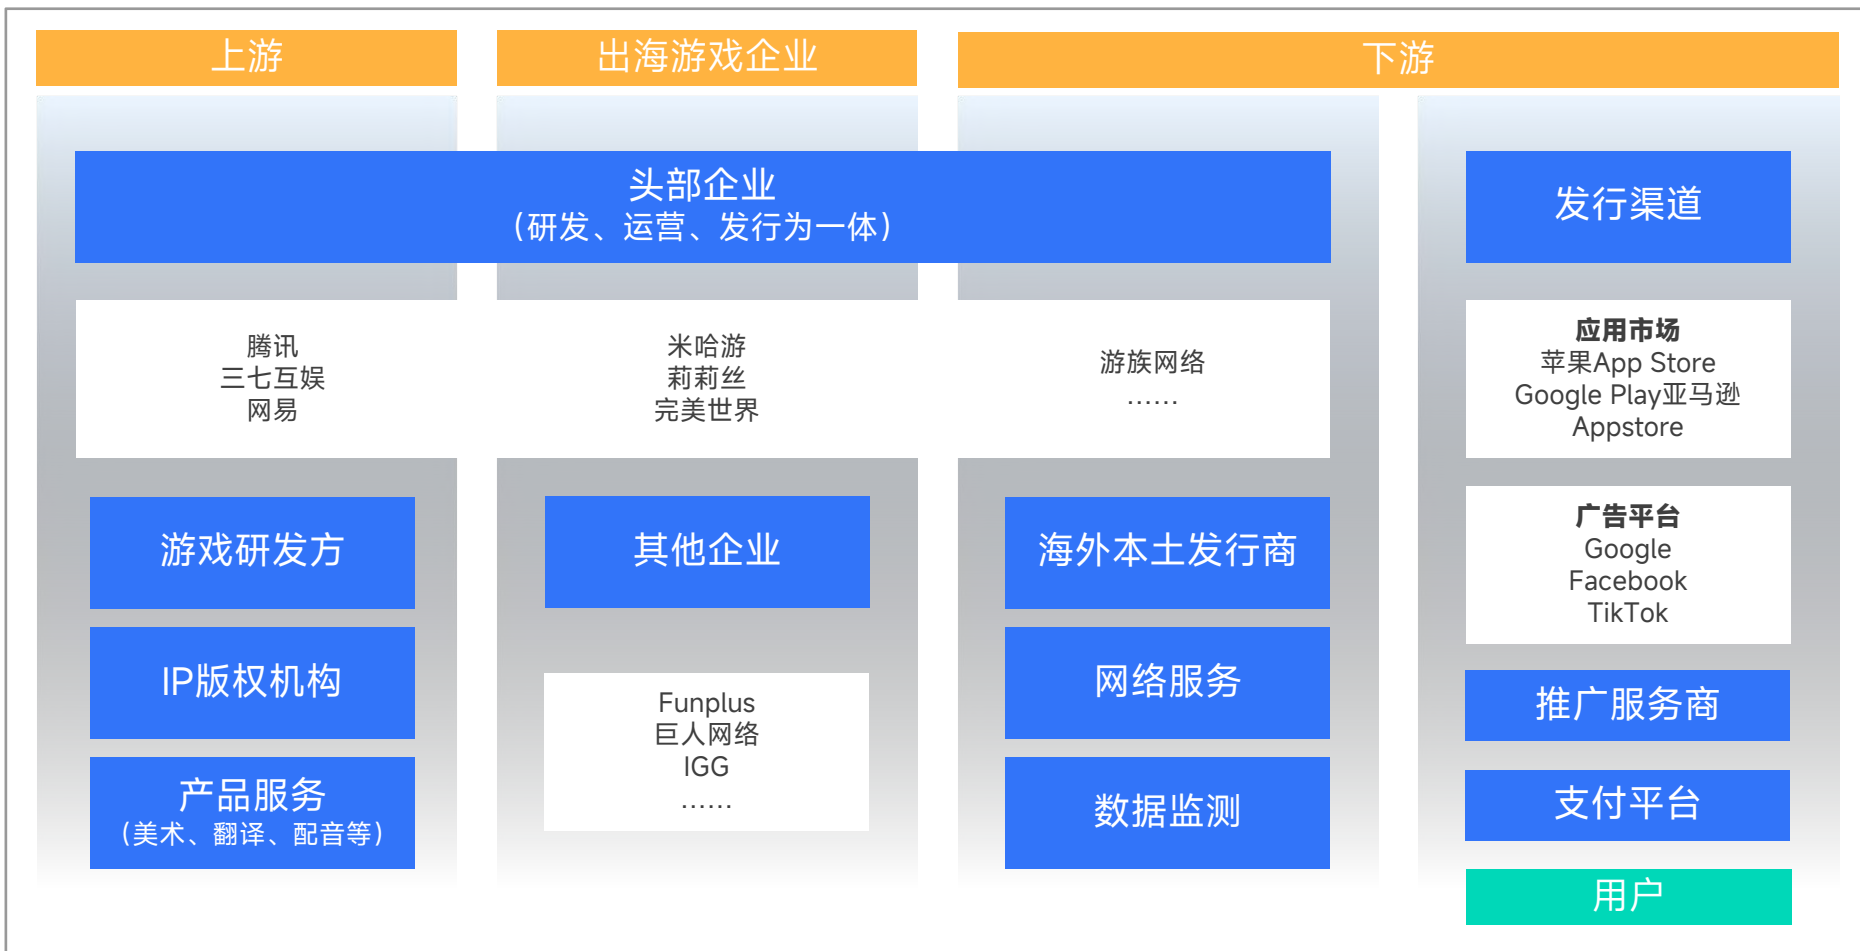 上游
出海游戏企业
下游
头部企业
（研发、运营、发行为一体）
发行渠道
腾讯
三七互娱
网易
米哈游
莉莉丝
完美世界
游族网络
……
应用市场
苹果App Store
Google Play亚马逊
Appstore
广告平台
Google
Facebook
TikTok
游戏研发方
其他企业
海外本土发行商
IP版权机构
Funplus
巨人网络
IGG
……
网络服务
推广服务商
产品服务
（美术、翻译、配音等）
数据监测
支付平台
用户